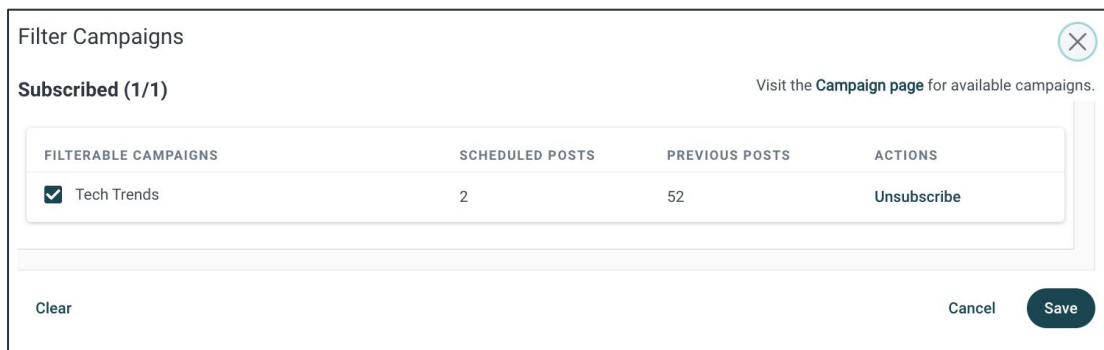 Filter Campaigns
Subscribed (1/1)
Visit the Campaign page for available campaigns.
FILTERABLE CAMPAIGNS SCHEDULED POSTS PREVIOUS POSTS ACTIONS
Tech Trends 2 52 Unsubscribe
Clear Cancel Save